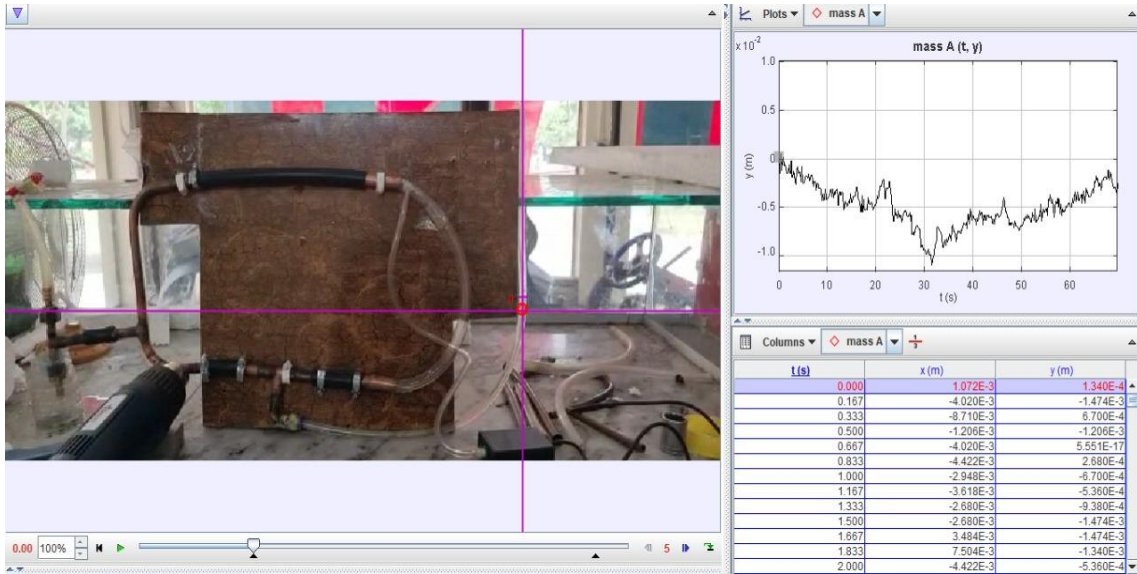 Plots mass A
mass A (t, y)
x 10-2
1.0
0.5
0
-0.5
-1.0
y (m)
0 10 20 30 40 50 60
t (s)
Columns mass A
t (s) x (m) y (m)
0.000 1.072E-3 1.340E-4
0.167 -4.020E-3 -1.474E-3
0.333 -8.710E-3 6.700E-4
0.500 -1.206E-3 -1.206E-3
0.667 -4.020E-3 5.551E-17
0.833 -4.422E-3 2.680E-4
1.000 -2.948E-3 -6.700E-4
1.167 -3.618E-3 -5.360E-4
1.333 -2.680E-3 -9.380E-4
1.500 -2.680E-3 -1.474E-3
1.667 3.484E-3 -1.474E-3
1.833 7.504E-3 -1.340E-3
2.000 -4.422E-3 -5.360E-4
0.00 100% 5